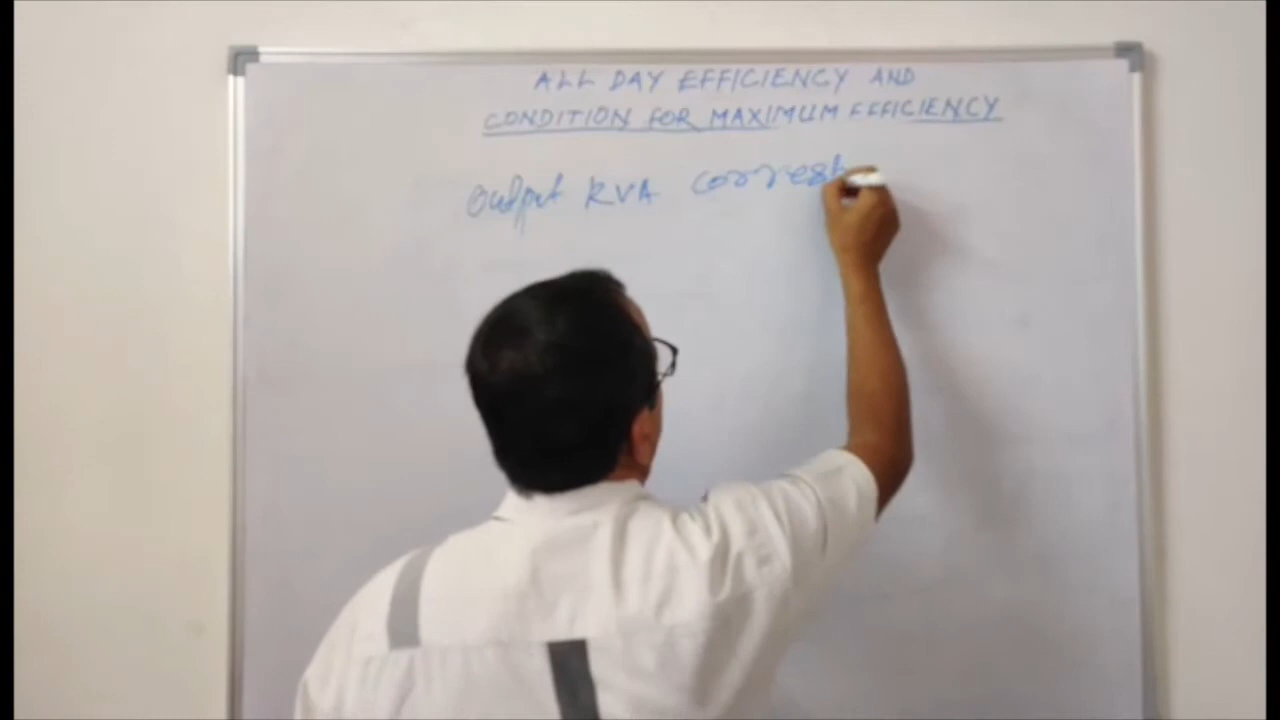 ALL DAY EFFICIENCY AND
CONDITION FOR MAXIMUM EFFICIENCY
Output KVA corresp